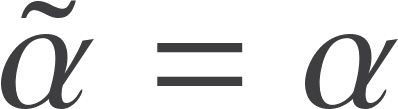 α̃ = α